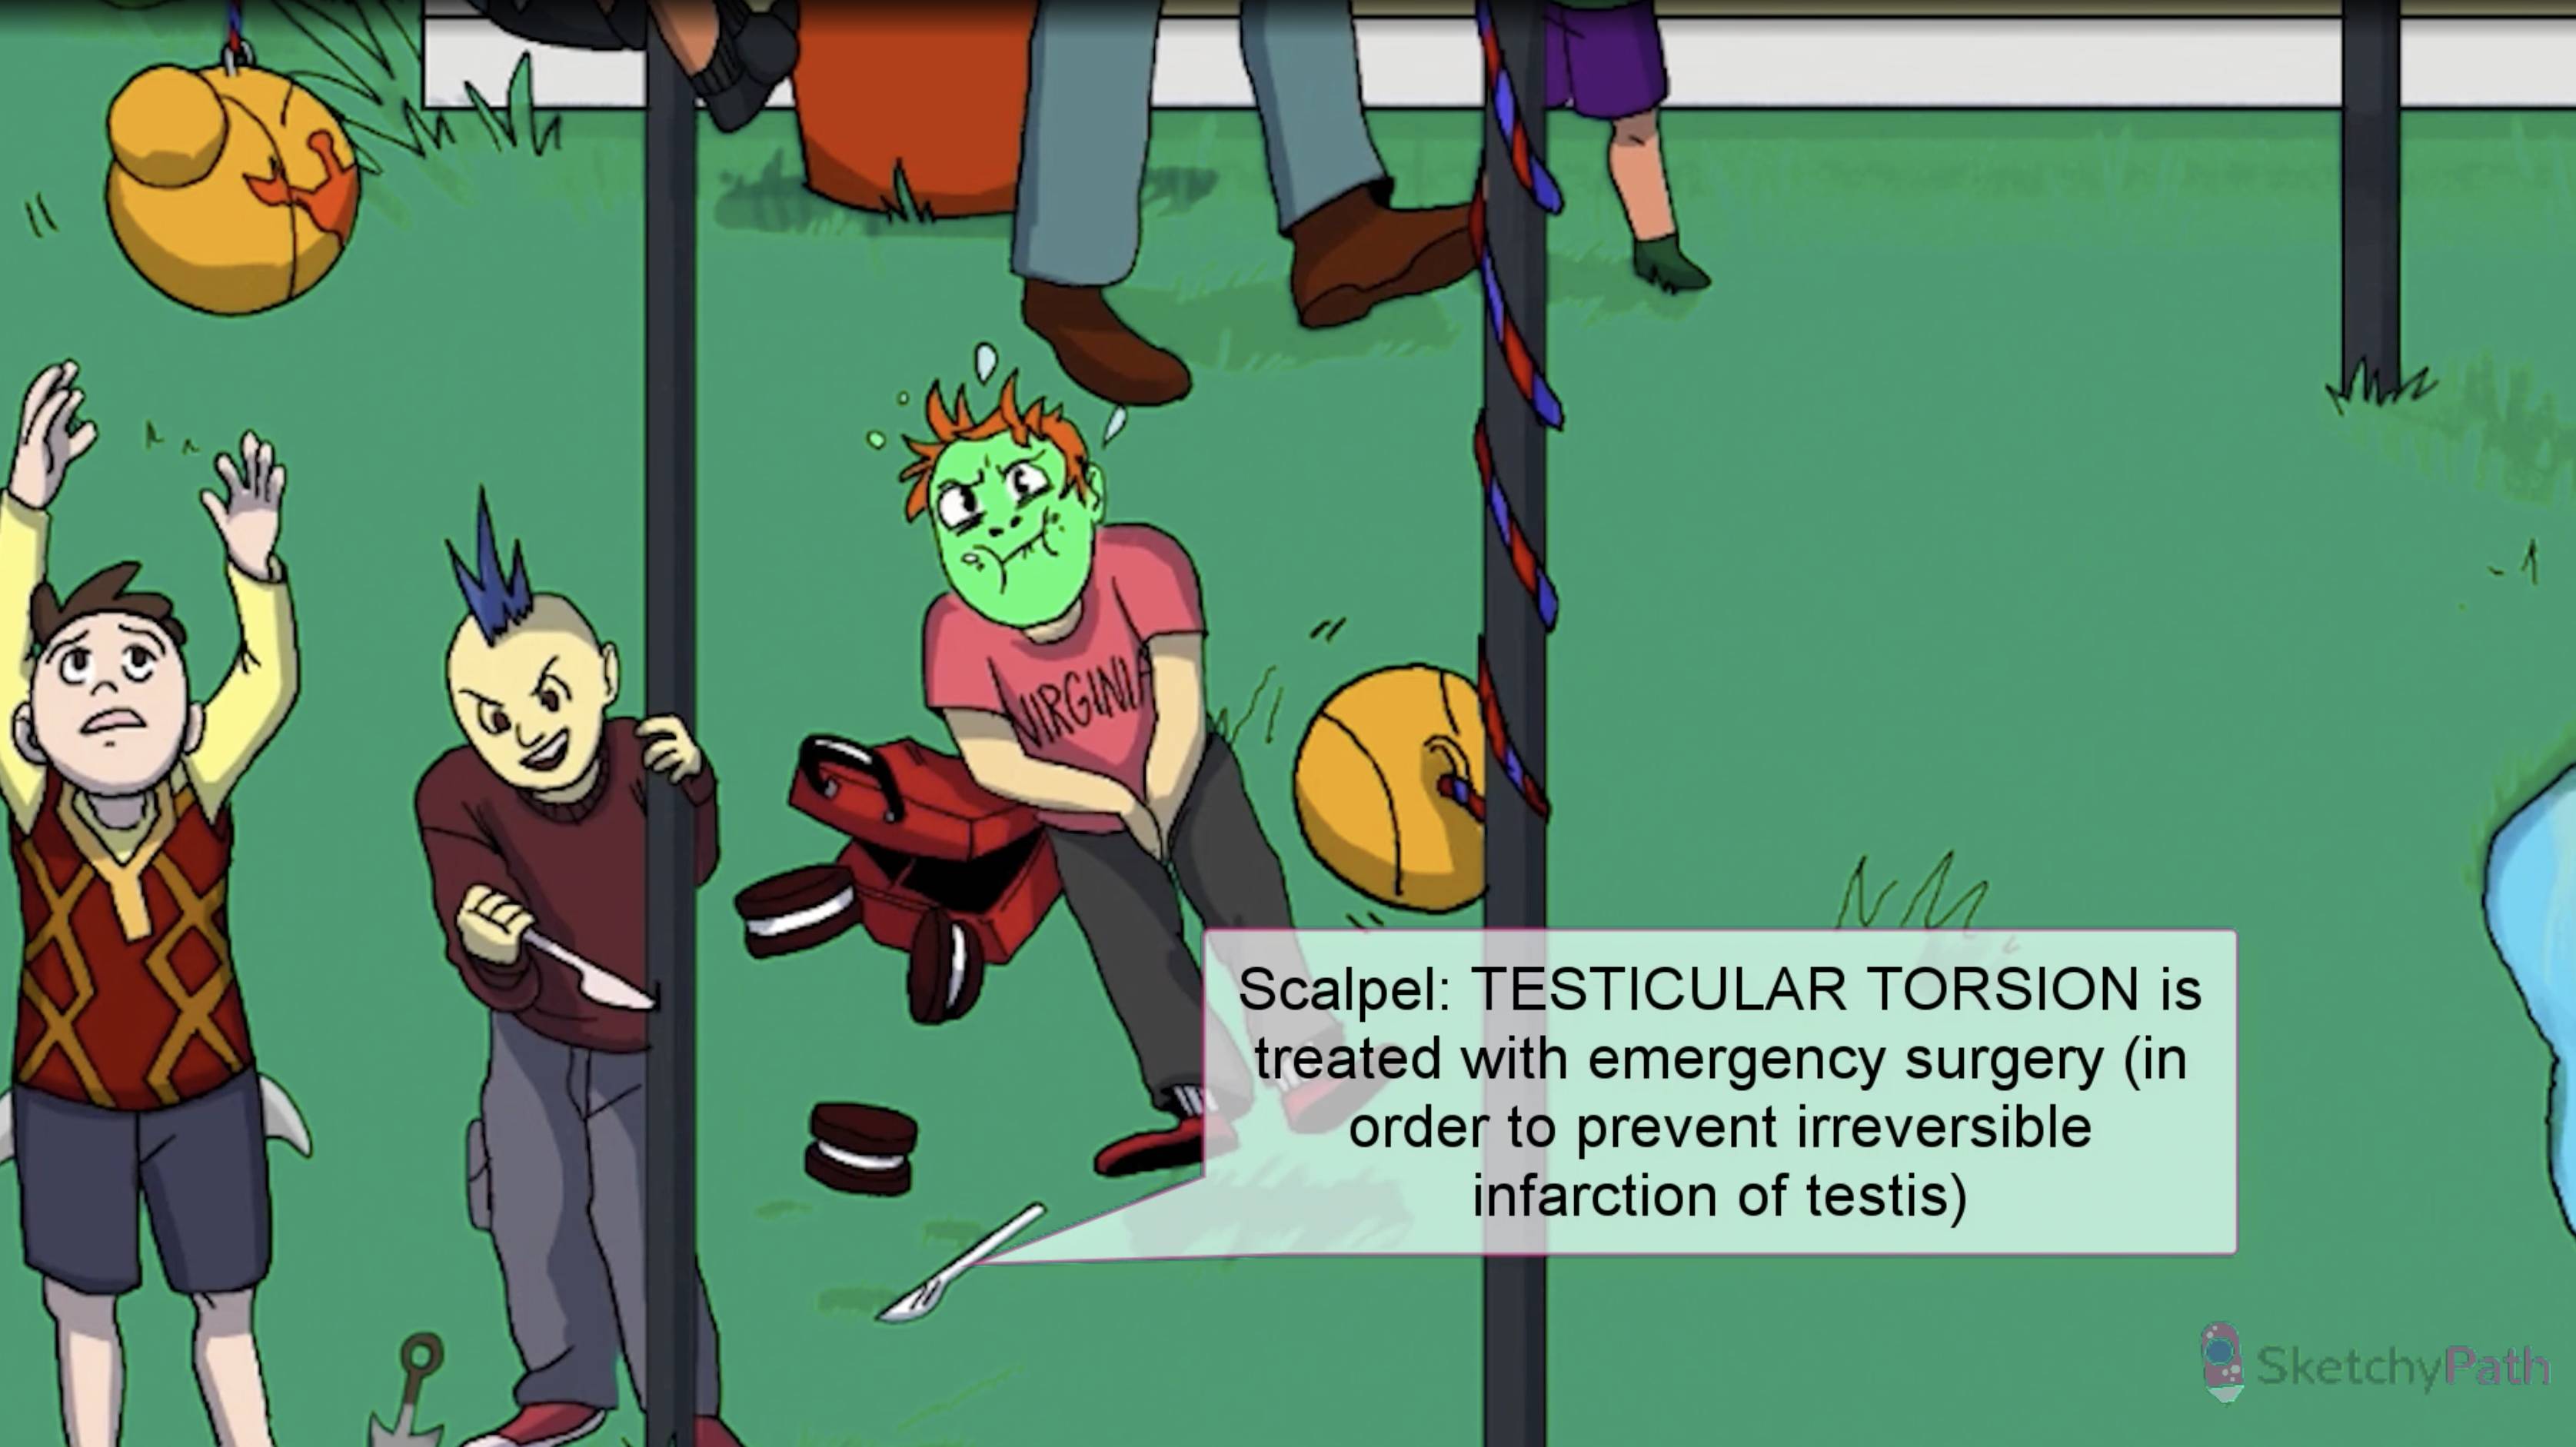 VIRGINIA
Scalpel: TESTICULAR TORSION is
treated with emergency surgery (in
order to prevent irreversible
infarction of testis)
SketchyPath